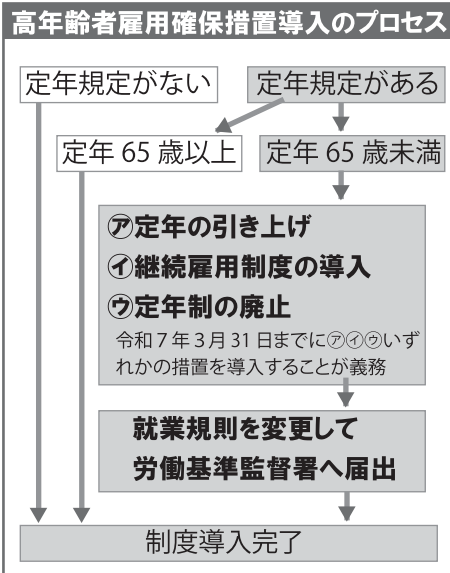 高年齢者雇用確保措置導入のプロセス
定年規定がない
定年規定がある
定年 65 歳以上
定年 65 歳未満
㋐定年の引き上げ
㋑継続雇用制度の導入
㋒定年制の廃止
令和７年３月 31 日までに㋐㋑㋒いず
れかの措置を導入することが義務
就業規則を変更して
労働基準監督署へ届出
制度導入完了